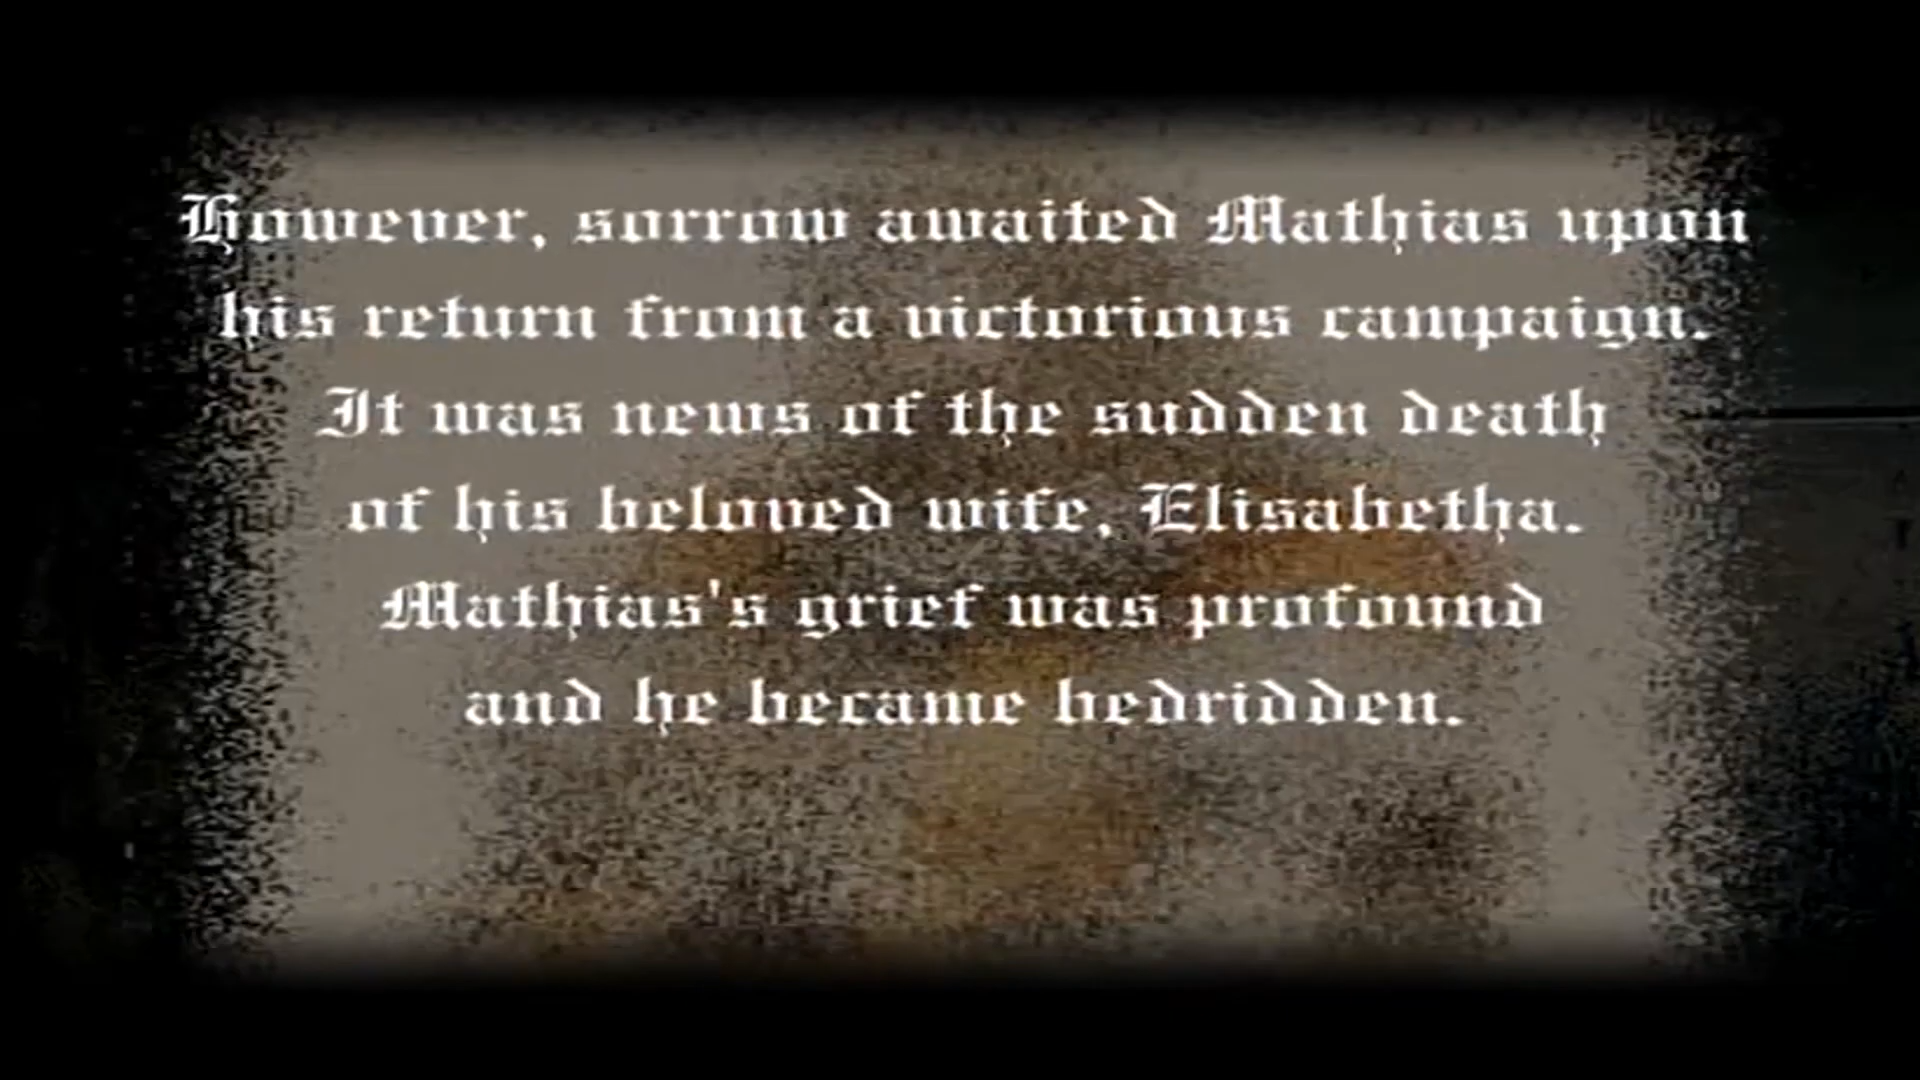 However, sorrow awaited Mathias upon
his return from a victorious campaign.
It was news of the sudden death
of his beloved wife, Elisabetha.
Mathias's grief was profound
and he became bedridden.